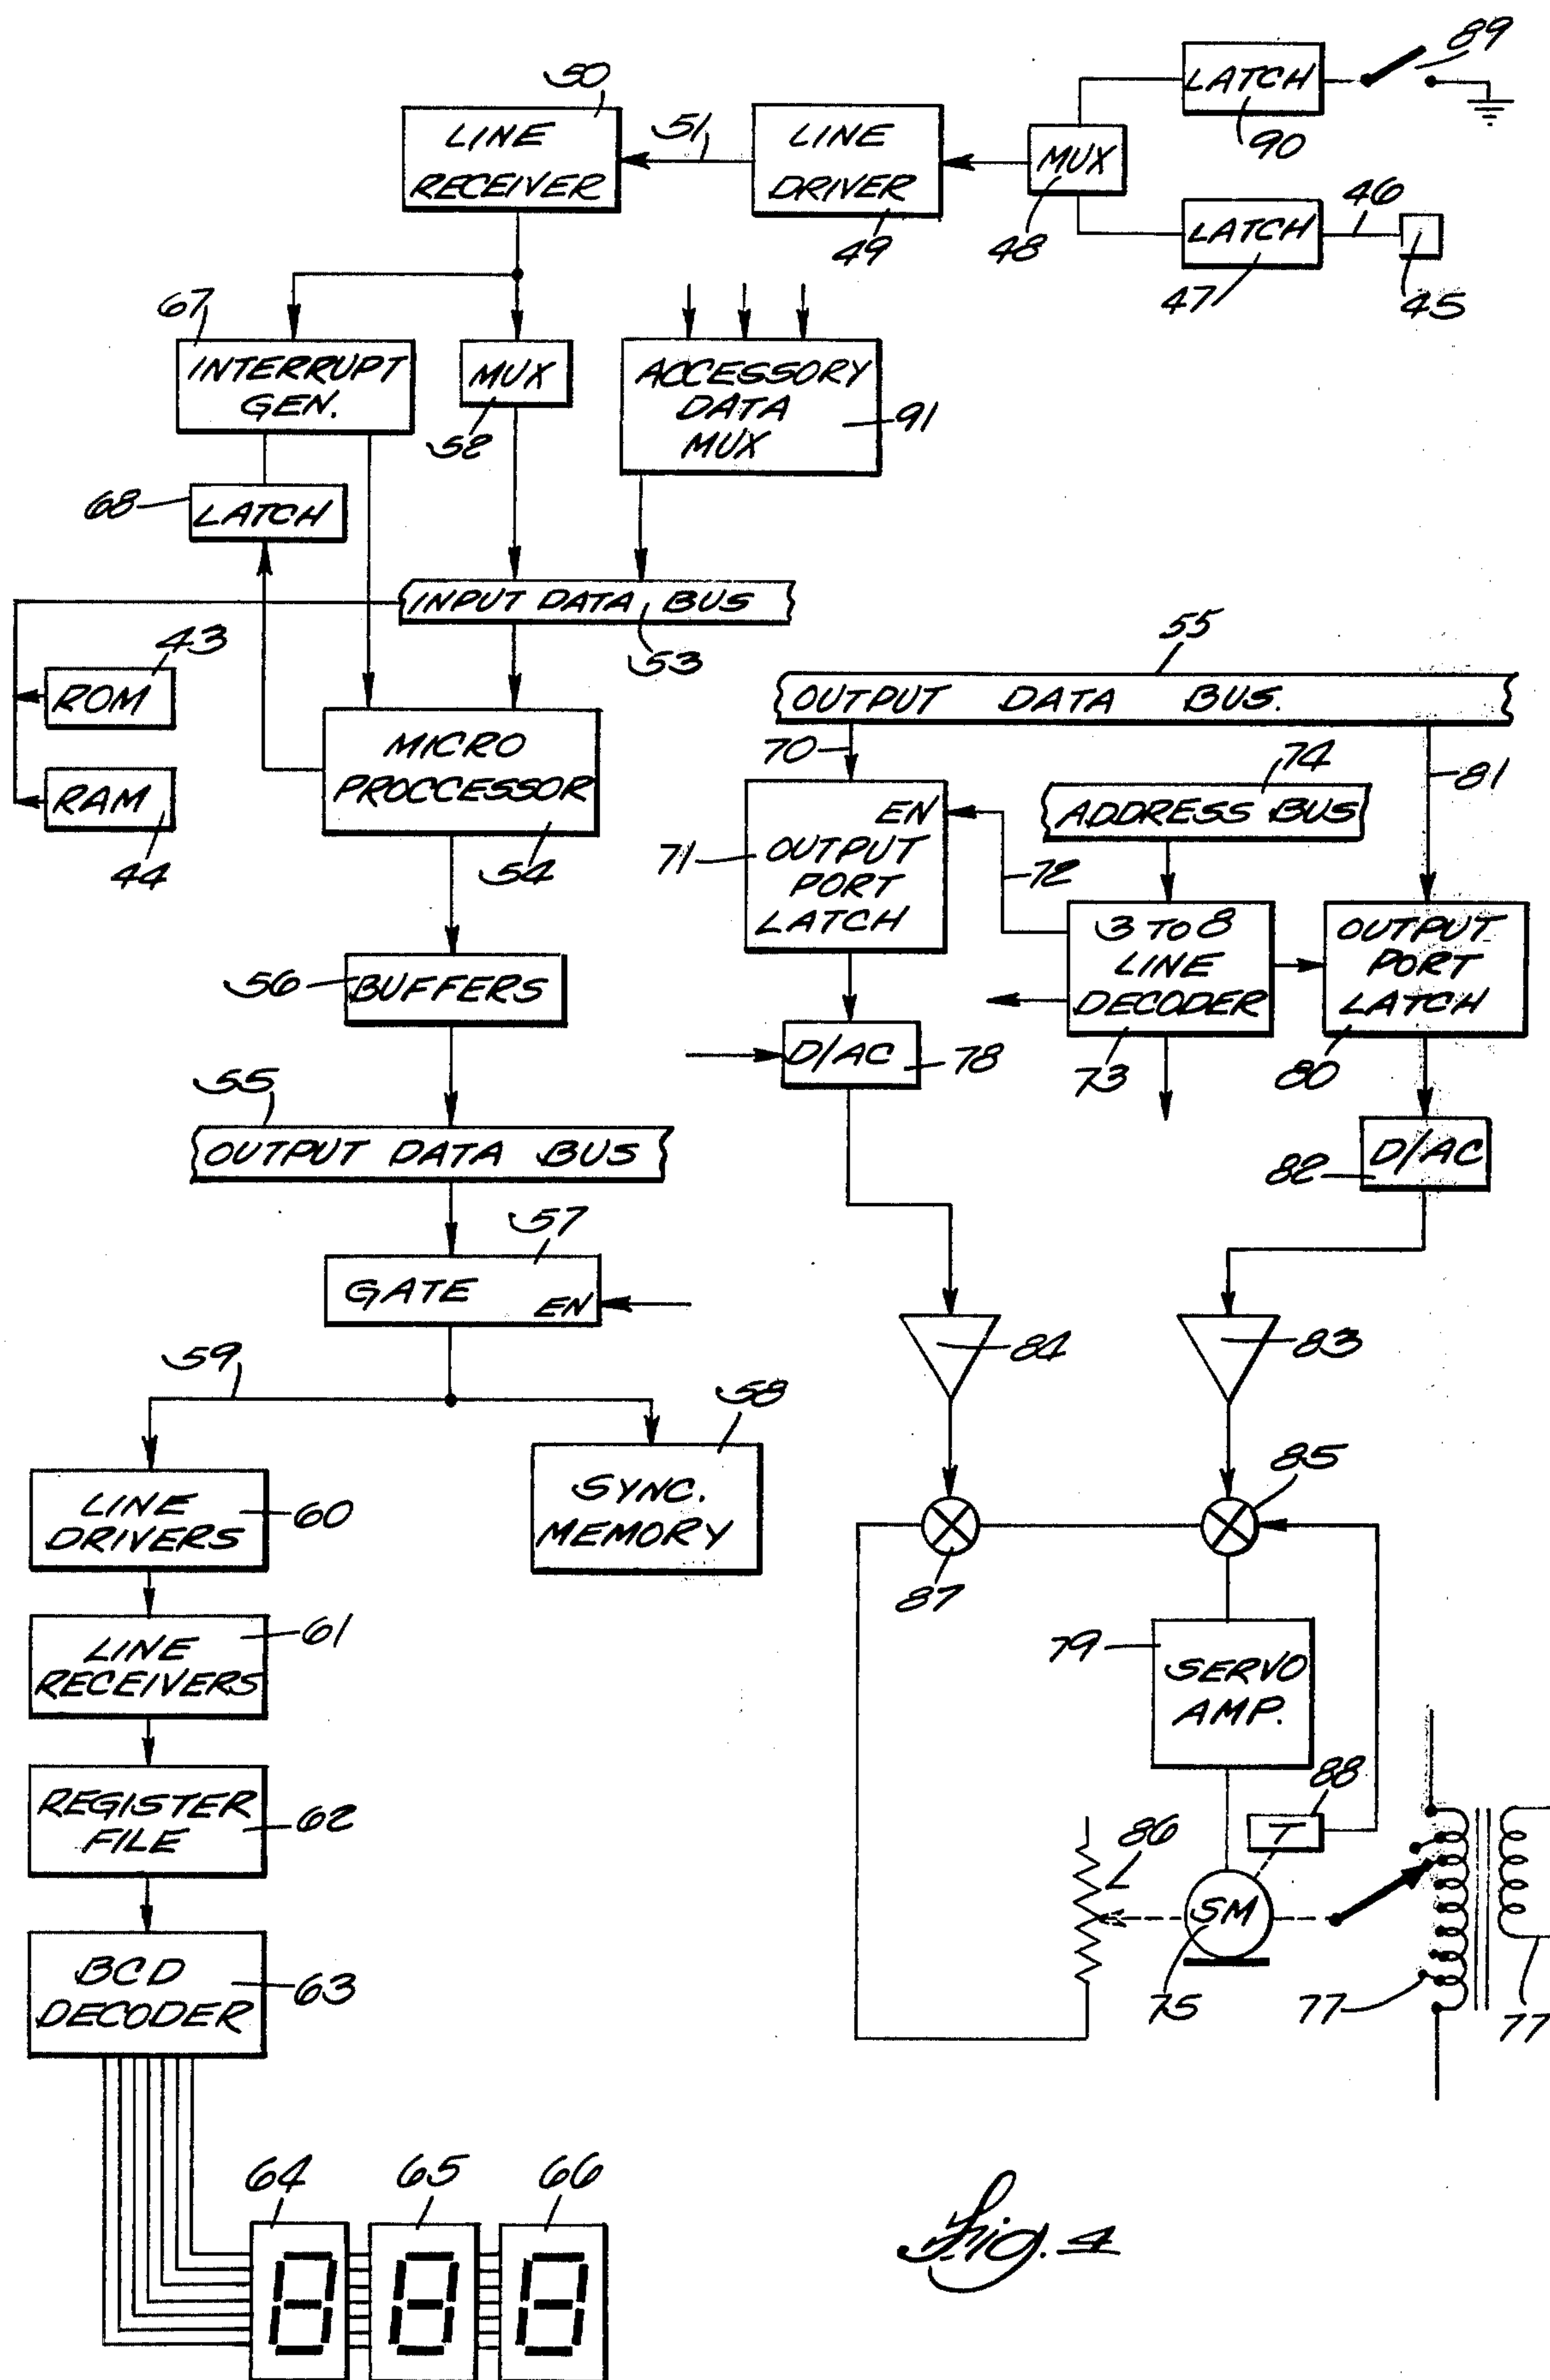 89
50
LATCH
LINE
RECEIVER
51
LINE
DRIVER
MUX
90
46
49
48
LATCH
47
45
67
INTERRUPT
GEN.
MUX
52
ACCESSORY
DATA
MUX
91
68
LATCH
INPUT DATA BUS
53
43
ROM
RAM
44
MICRO
PROCCESSOR
54
55
OUTPUT DATA BUS.
70
74
81
ADDRESS BUS
EN
71
OUTPUT
PORT
LATCH
72
3 TO 8
LINE
DECODER
73
OUTPUT
PORT
LATCH
80
56
BUFFERS
D/AC
78
D/AC
82
55
OUTPUT DATA BUS
57
GATE
EN
84
83
59
58
SYNC.
MEMORY
85
87
LINE
DRIVERS
60
LINE
RECEIVERS
61
79
SERVO
AMP.
88
T
86
REGISTER
FILE
62
SM
75
77
77
BCD
DECODER
63
64
65
66
8
8
8
Fig. 4